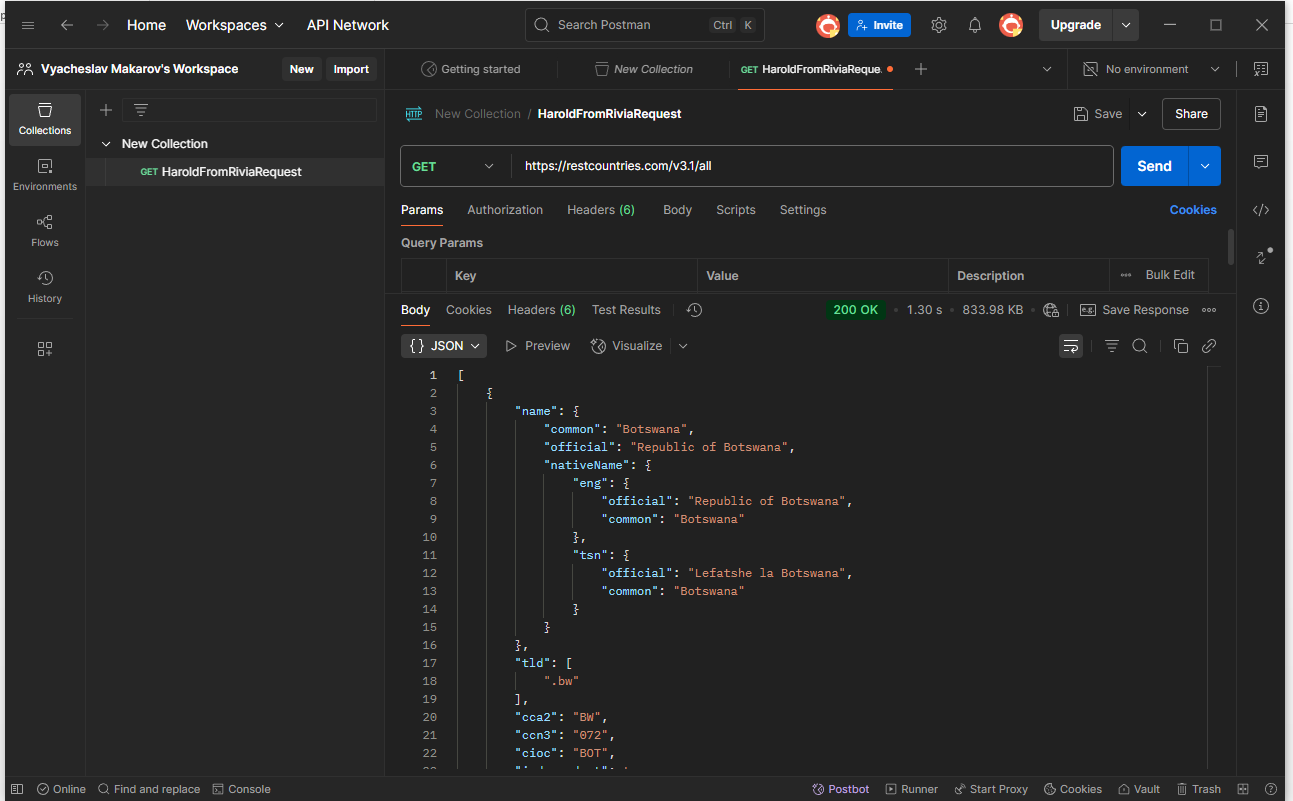 Home Workspaces API Network Search Postman Ctrl K Invite Upgrade
Vyacheslav Makarov's Workspace New Import Getting started New Collection GET HaroldFromRiviaReque. No environment
Collections
Environments
Flows
History
New Collection
GET HaroldFromRiviaRequest
HTTP New Collection / HaroldFromRiviaRequest Save Share
GET https://restcountries.com/v3.1/all Send
Params Authorization Headers (6) Body Scripts Settings Cookies
Query Params
Key Value Description Bulk Edit
Body Cookies Headers (6) Test Results 200 OK 1.30 s 833.98 KB Save Response
{} JSON Preview Visualize
1 [
2 {
3 "name": {
4 "common": "Botswana",
5 "official": "Republic of Botswana",
6 "nativeName": {
7 "eng": {
8 "official": "Republic of Botswana",
9 "common": "Botswana"
10 },
11 "tsn": {
12 "official": "Lefatshe la Botswana",
13 "common": "Botswana"
14 }
15 }
16 },
17 "tld": [
18 ".bw"
19 ],
20 "cca2": "BW",
21 "ccn3": "072",
22 "cioc": "BOT",
Online Find and replace Console Postbot Runner Start Proxy Cookies Vault Trash